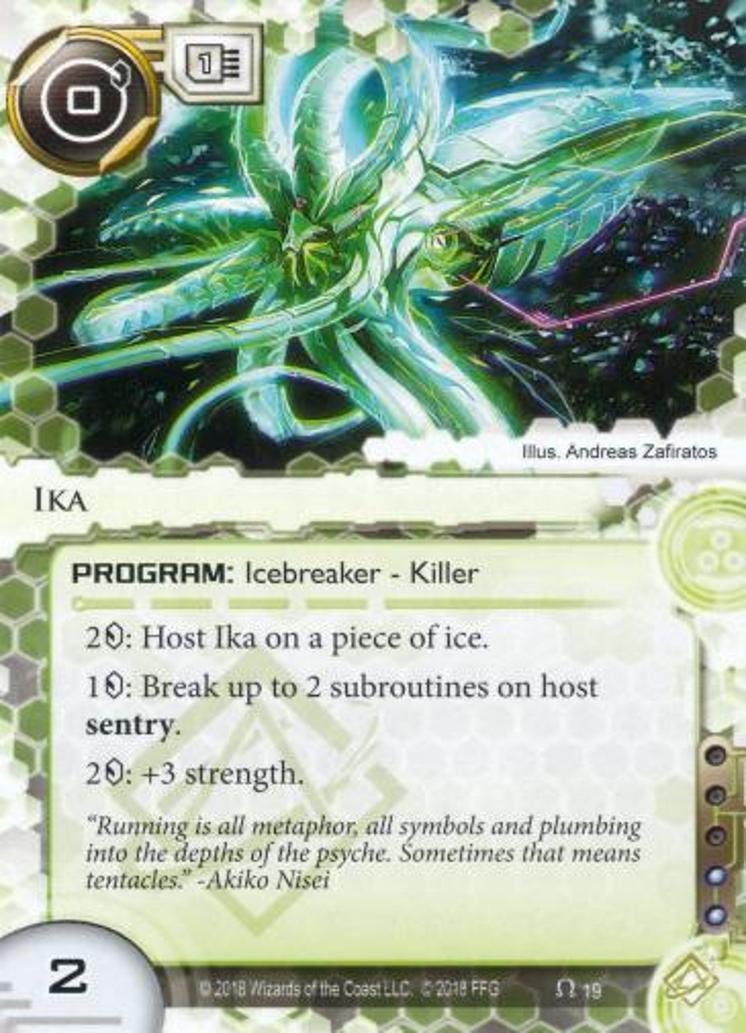 1
Illus. Andreas Zafiratos
IKA
PROGRAM: Icebreaker - Killer
2: Host Ika on a piece of ice.
1: Break up to 2 subroutines on host
sentry.
2: +3 strength.
“Running is all metaphor, all symbols and plumbing
into the depths of the psyche. Sometimes that means
tentacles.” -Akiko Nisei
2
© 2018 Wizards of the Coast LLC. © 2018 FFG
19